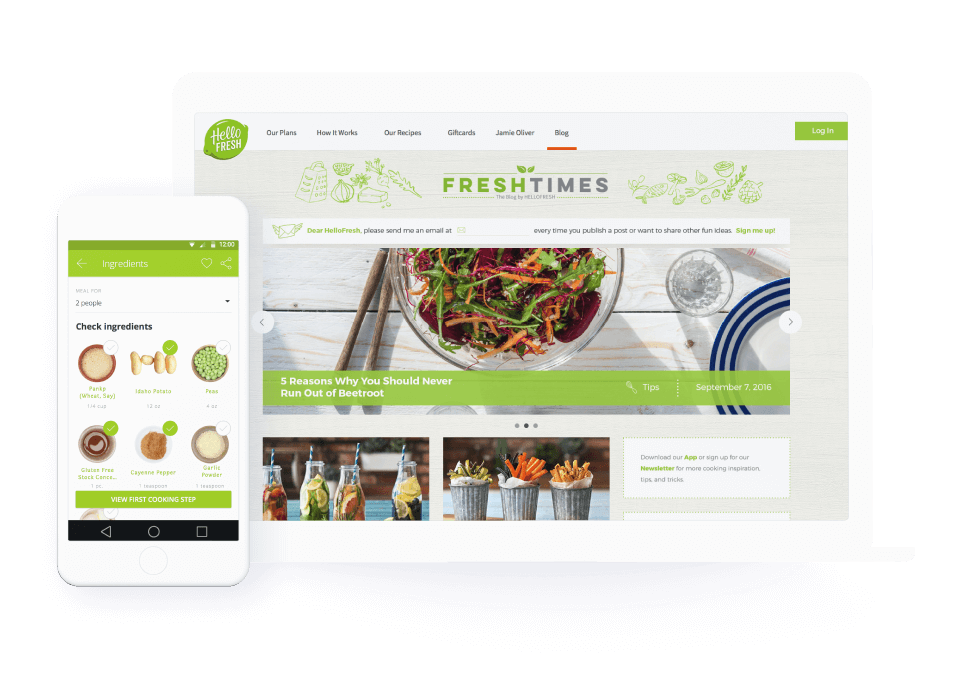 Hello
FRESH
Our Plans
How It Works
Our Recipes
Giftcards
Jamie Oliver
Blog
Log In
FRESHTIMES
The Blog by HELLOFRESH
Dear HelloFresh, please send me an email at
every time you publish a post or want to share other fun ideas. Sign me up!
5 Reasons Why You Should Never
Run Out of Beetroot
Tips
September 7, 2016
Download our App or sign up for our
Newsletter for more cooking inspiration,
tips, and tricks.
12:00
Ingredients
MEAL FOR
2 people
Check ingredients
Panko
(Wheat, Soy)
1/4 cup
Idaho Potato
12 oz
Peas
4 oz
Gluten Free
Stock Conce...
1 oz.
Cayenne Pepper
1 teaspoon
Garlic
Powder
1 teaspoon
VIEW FIRST COOKING STEP